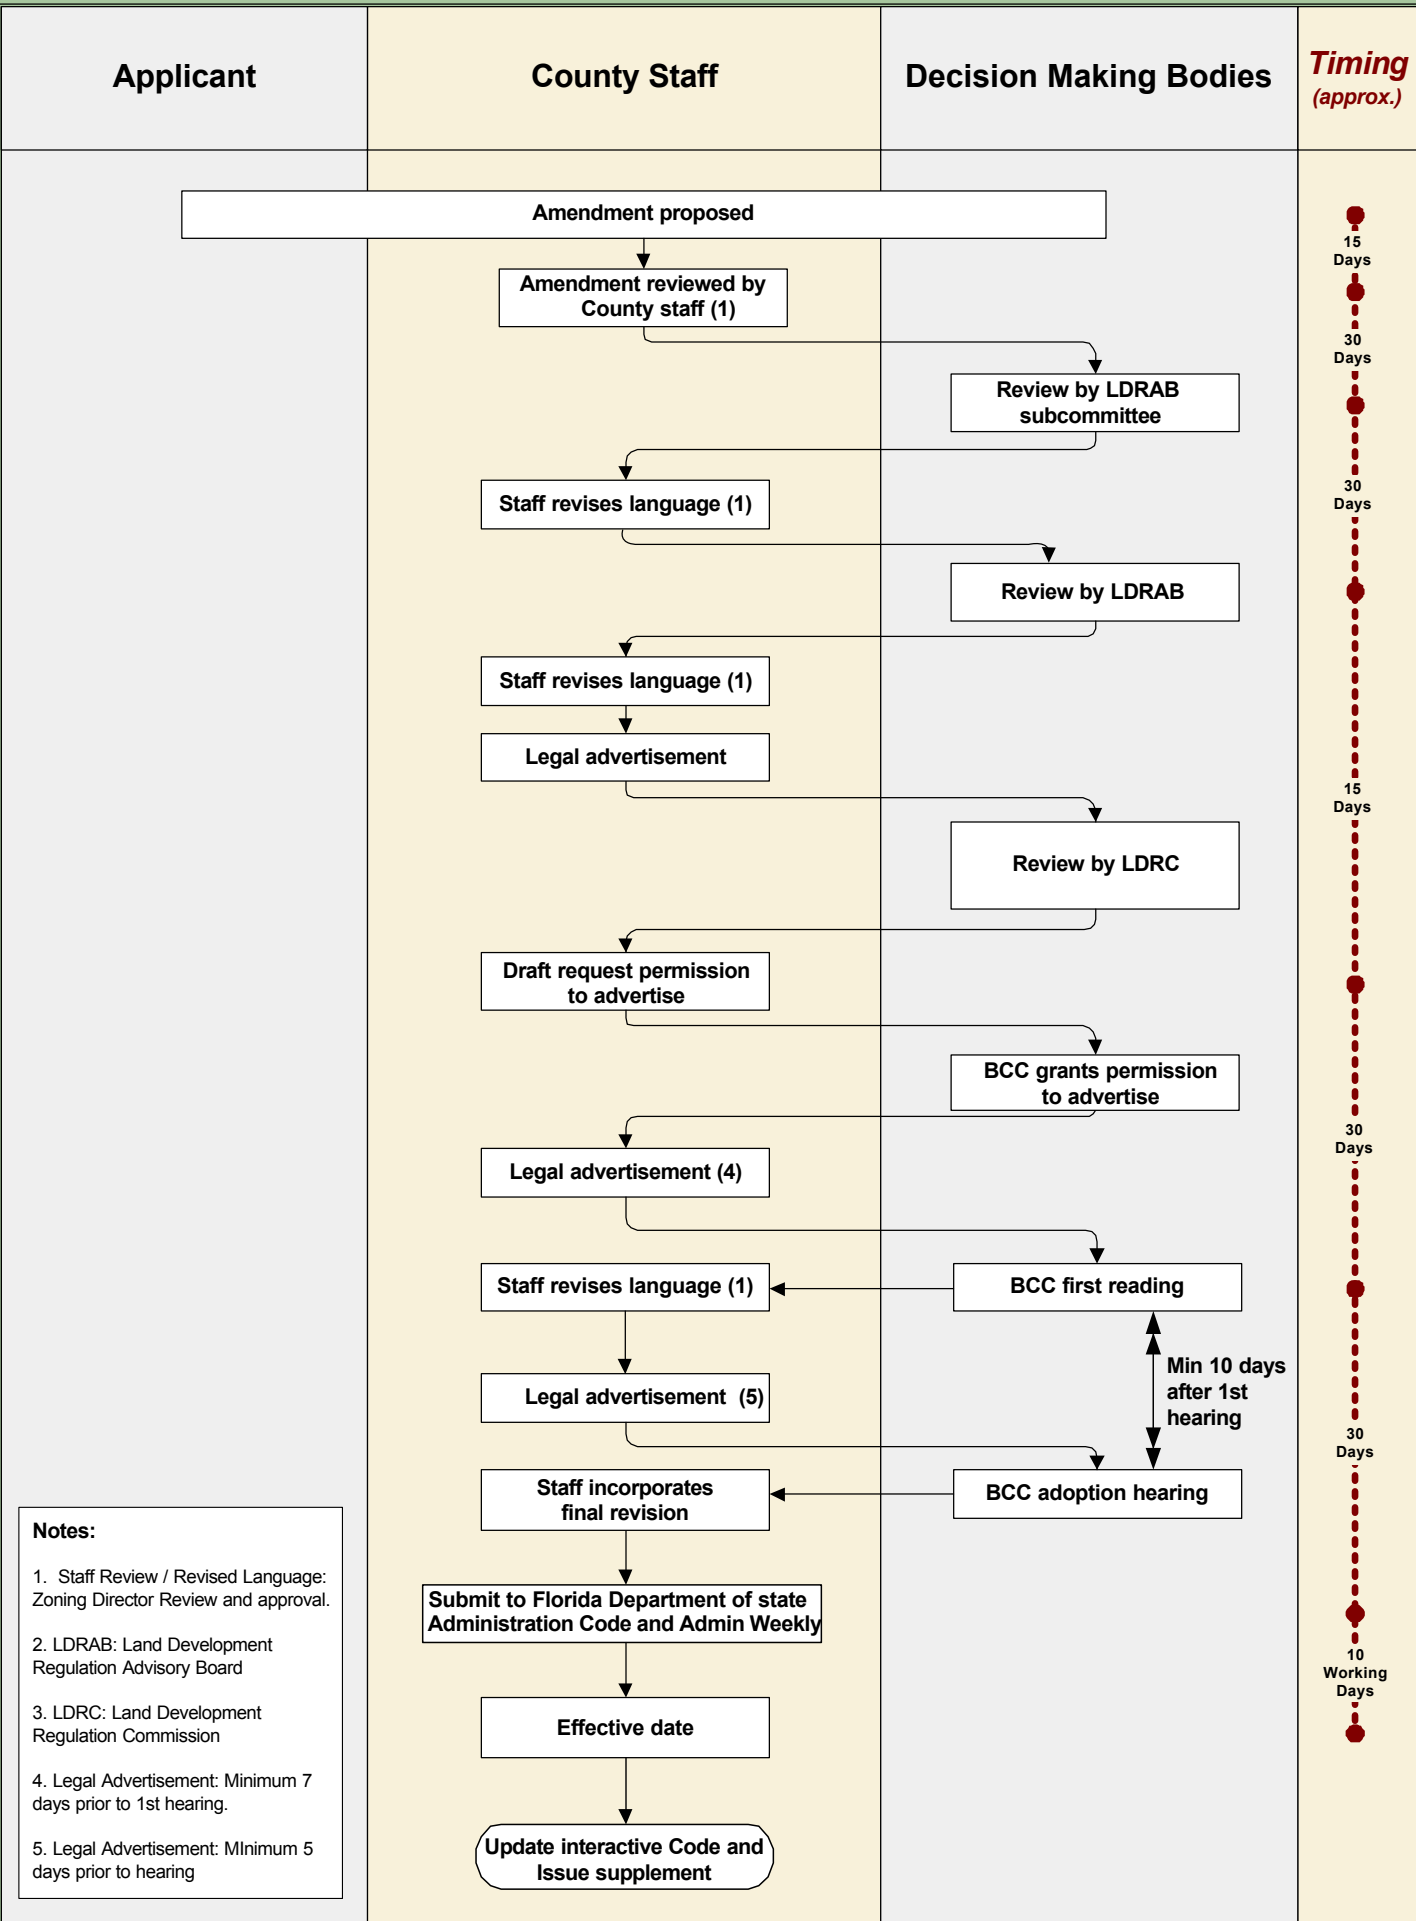 Applicant
County Staff
Decision Making Bodies
Timing
(approx.)
Amendment proposed
15
Days
Amendment reviewed by
County staff (1)
30
Days
Review by LDRAB
subcommittee
Staff revises language (1)
30
Days
Review by LDRAB
Staff revises language (1)
Legal advertisement
15
Days
Review by LDRC
Draft request permission
to advertise
BCC grants permission
to advertise
30
Days
Legal advertisement (4)
Staff revises language (1)
BCC first reading
Min 10 days
after 1st
hearing
Legal advertisement (5)
30
Days
Staff incorporates
final revision
BCC adoption hearing
Submit to Florida Department of state
Administration Code and Admin Weekly
10
Working
Days
Effective date
Update interactive Code and
Issue supplement
Notes:
1. Staff Review / Revised Language:
Zoning Director Review and approval.
2. LDRAB: Land Development
Regulation Advisory Board
3. LDRC: Land Development
Regulation Commission
4. Legal Advertisement: Minimum 7
days prior to 1st hearing.
5. Legal Advertisement: MInimum 5
days prior to hearing